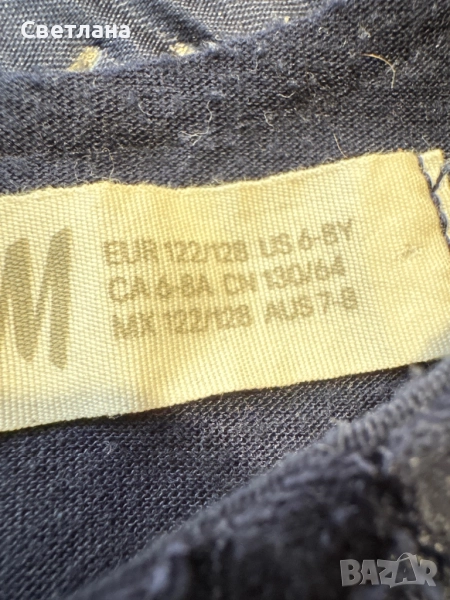 Светлана
M
EUR 122/128 US 6-8Y
CA 6-8A CN 130/64
MX 122/128 AUS 7-8
BAZAR